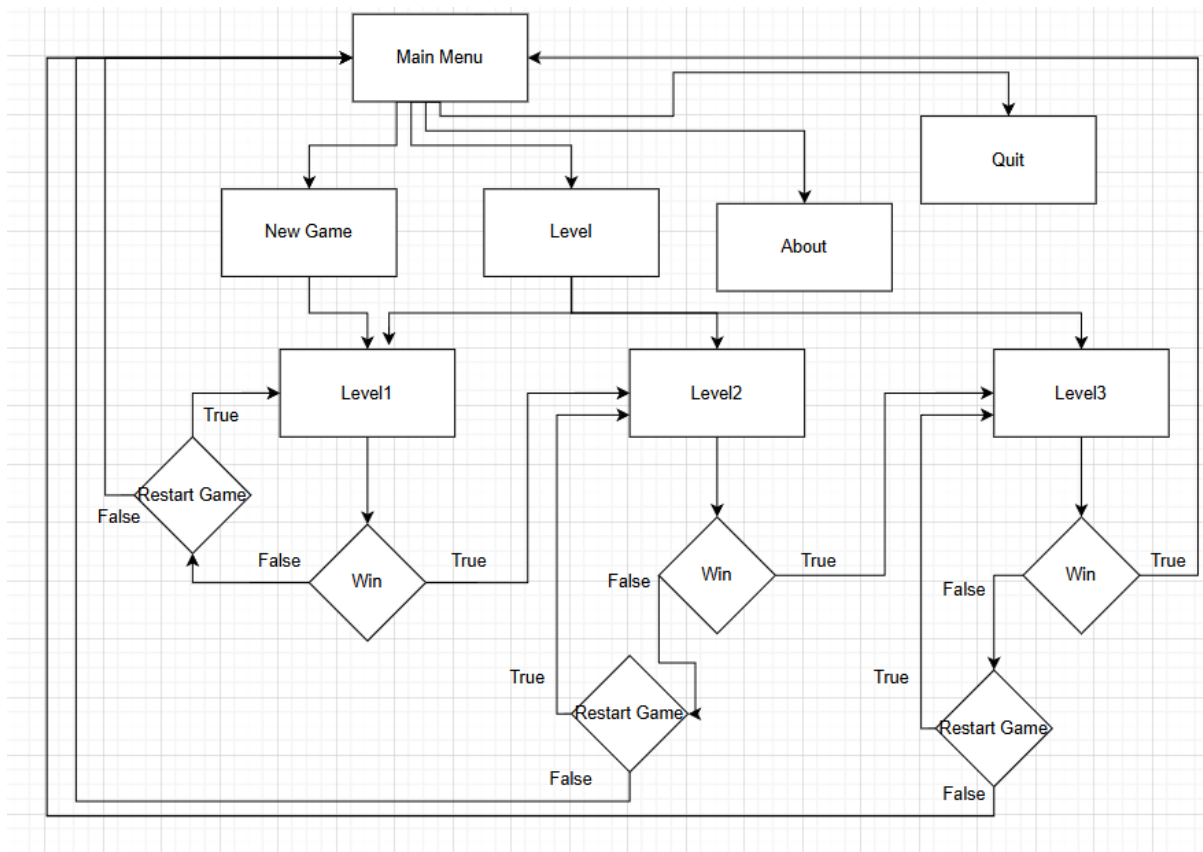 Main Menu
Quit
New Game
Level
About
Level1
Level2
Level3
True
Restart Game
False
False
Win
True
False
Win
True
False
Win
True
True
Restart Game
False
True
Restart Game
False